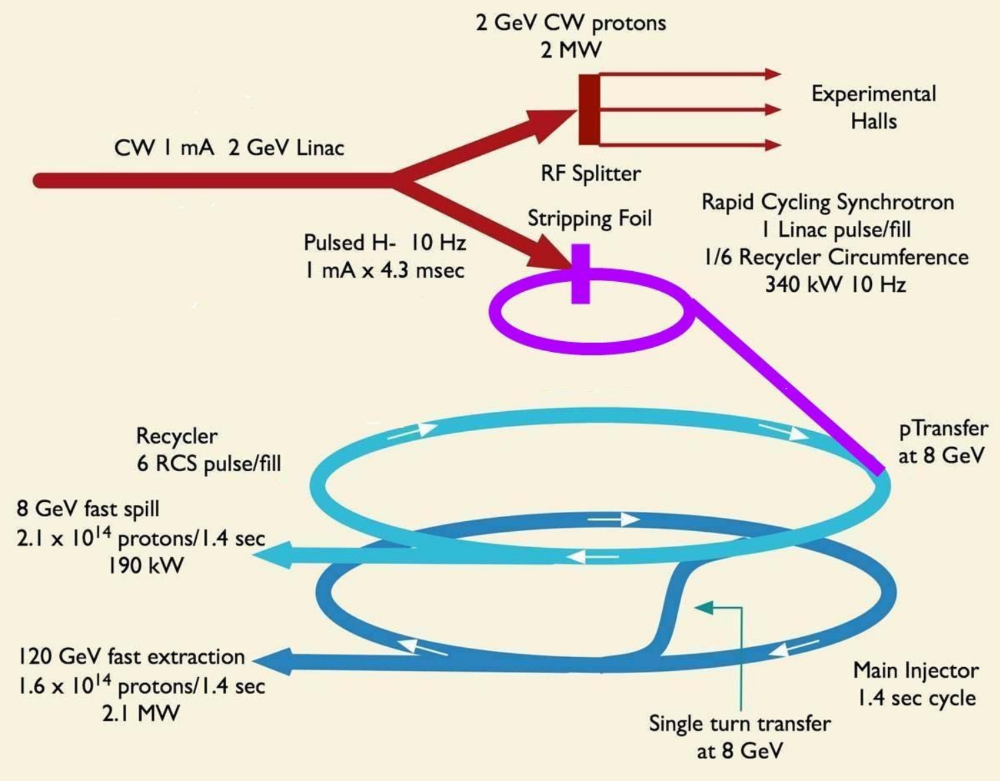 2 GeV CW protons
2 MW
Experimental
Halls
CW 1 mA 2 GeV Linac
RF Splitter
Stripping Foil
Rapid Cycling Synchrotron
1 Linac pulse/fill
1/6 Recycler Circumference
340 kW 10 Hz
Pulsed H- 10 Hz
1 mA x 4.3 msec
Recycler
6 RCS pulse/fill
pTransfer
at 8 GeV
8 GeV fast spill
2.1 x 10¹⁴ protons/1.4 sec
190 kW
120 GeV fast extraction
1.6 x 10¹⁴ protons/1.4 sec
2.1 MW
Main Injector
1.4 sec cycle
Single turn transfer
at 8 GeV